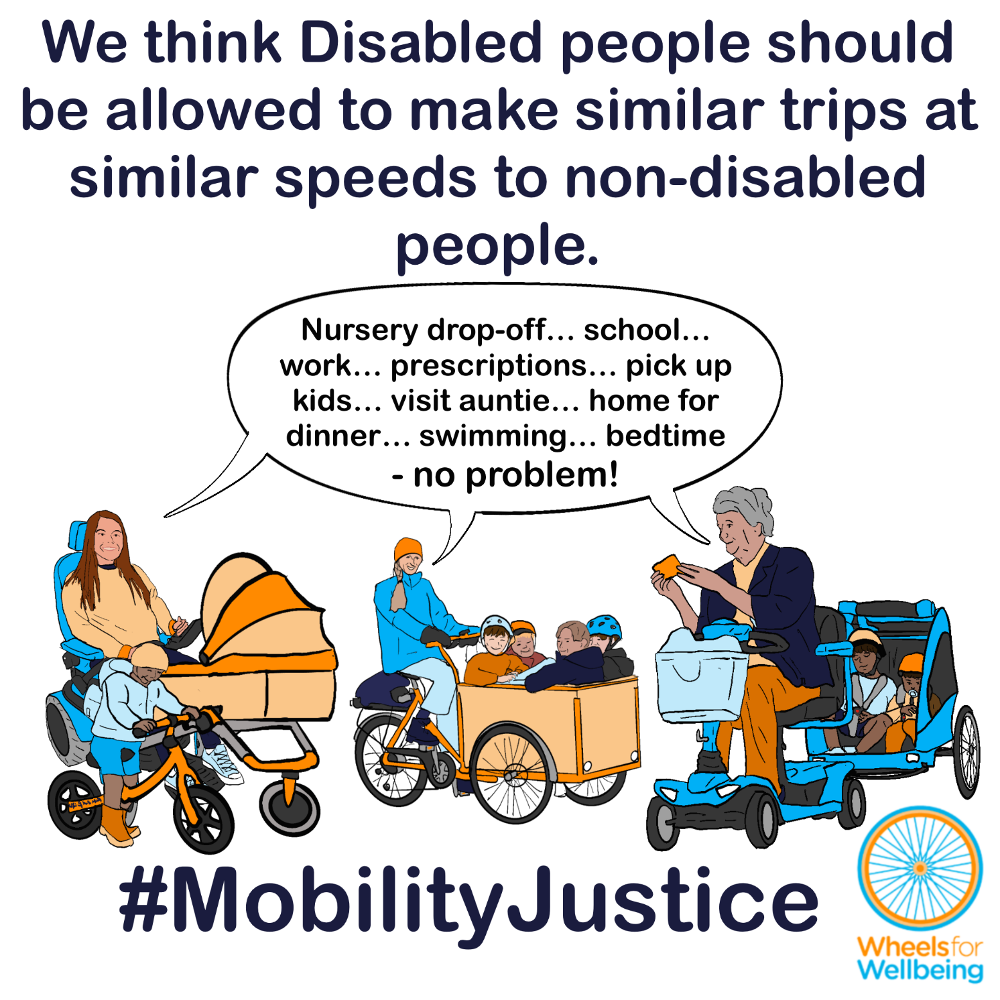 We think Disabled people should
be allowed to make similar trips at
similar speeds to non-disabled
people.
Nursery drop-off... school...
work... prescriptions... pick up
kids... visit auntie... home for
dinner... swimming... bedtime
- no problem!
#MobilityJustice
Wheelsfor
Wellbeing